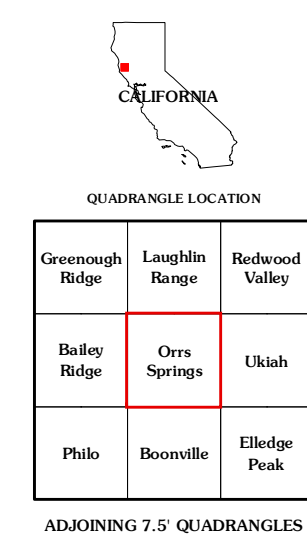 CALIFORNIA
QUADRANGLE LOCATION
Greenough
Ridge
Laughlin
Range
Redwood
Valley
Bailey
Ridge
Orrs
Springs
Ukiah
Philo
Boonville
Elledge
Peak
ADJOINING 7.5' QUADRANGLES